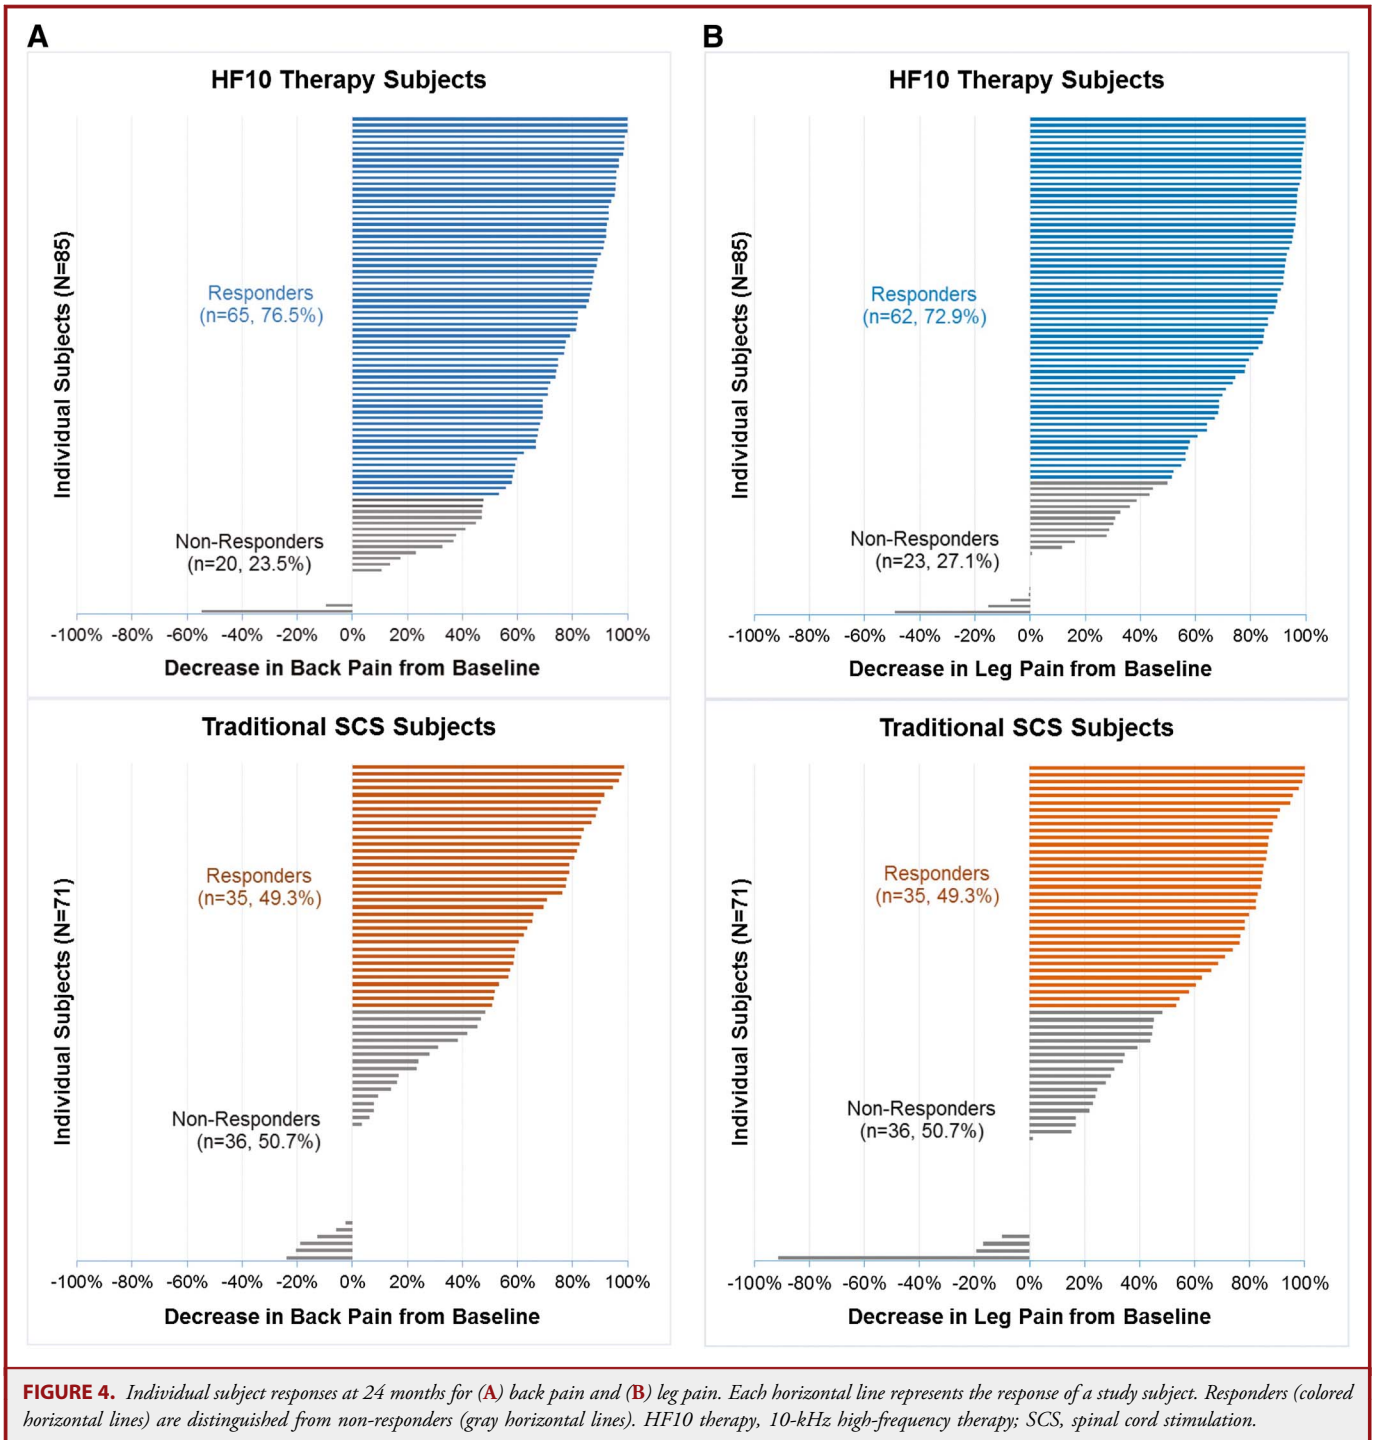 A
HF10 Therapy Subjects
Individual Subjects (N=85)
Responders
(n=65, 76.5%)
Non-Responders
(n=20, 23.5%)
-100% -80% -60% -40% -20% 0% 20% 40% 60% 80% 100%
Decrease in Back Pain from Baseline
B
HF10 Therapy Subjects
Individual Subjects (N=85)
Responders
(n=62, 72.9%)
Non-Responders
(n=23, 27.1%)
-100% -80% -60% -40% -20% 0% 20% 40% 60% 80% 100%
Decrease in Leg Pain from Baseline
Traditional SCS Subjects
Individual Subjects (N=71)
Responders
(n=35, 49.3%)
Non-Responders
(n=36, 50.7%)
-100% -80% -60% -40% -20% 0% 20% 40% 60% 80% 100%
Decrease in Back Pain from Baseline
Traditional SCS Subjects
Individual Subjects (N=71)
Responders
(n=35, 49.3%)
Non-Responders
(n=36, 50.7%)
-100% -80% -60% -40% -20% 0% 20% 40% 60% 80% 100%
Decrease in Leg Pain from Baseline
FIGURE 4. Individual subject responses at 24 months for (A) back pain and (B) leg pain. Each horizontal line represents the response of a study subject. Responders (colored
horizontal lines) are distinguished from non-responders (gray horizontal lines). HF10 therapy, 10-kHz high-frequency therapy; SCS, spinal cord stimulation.